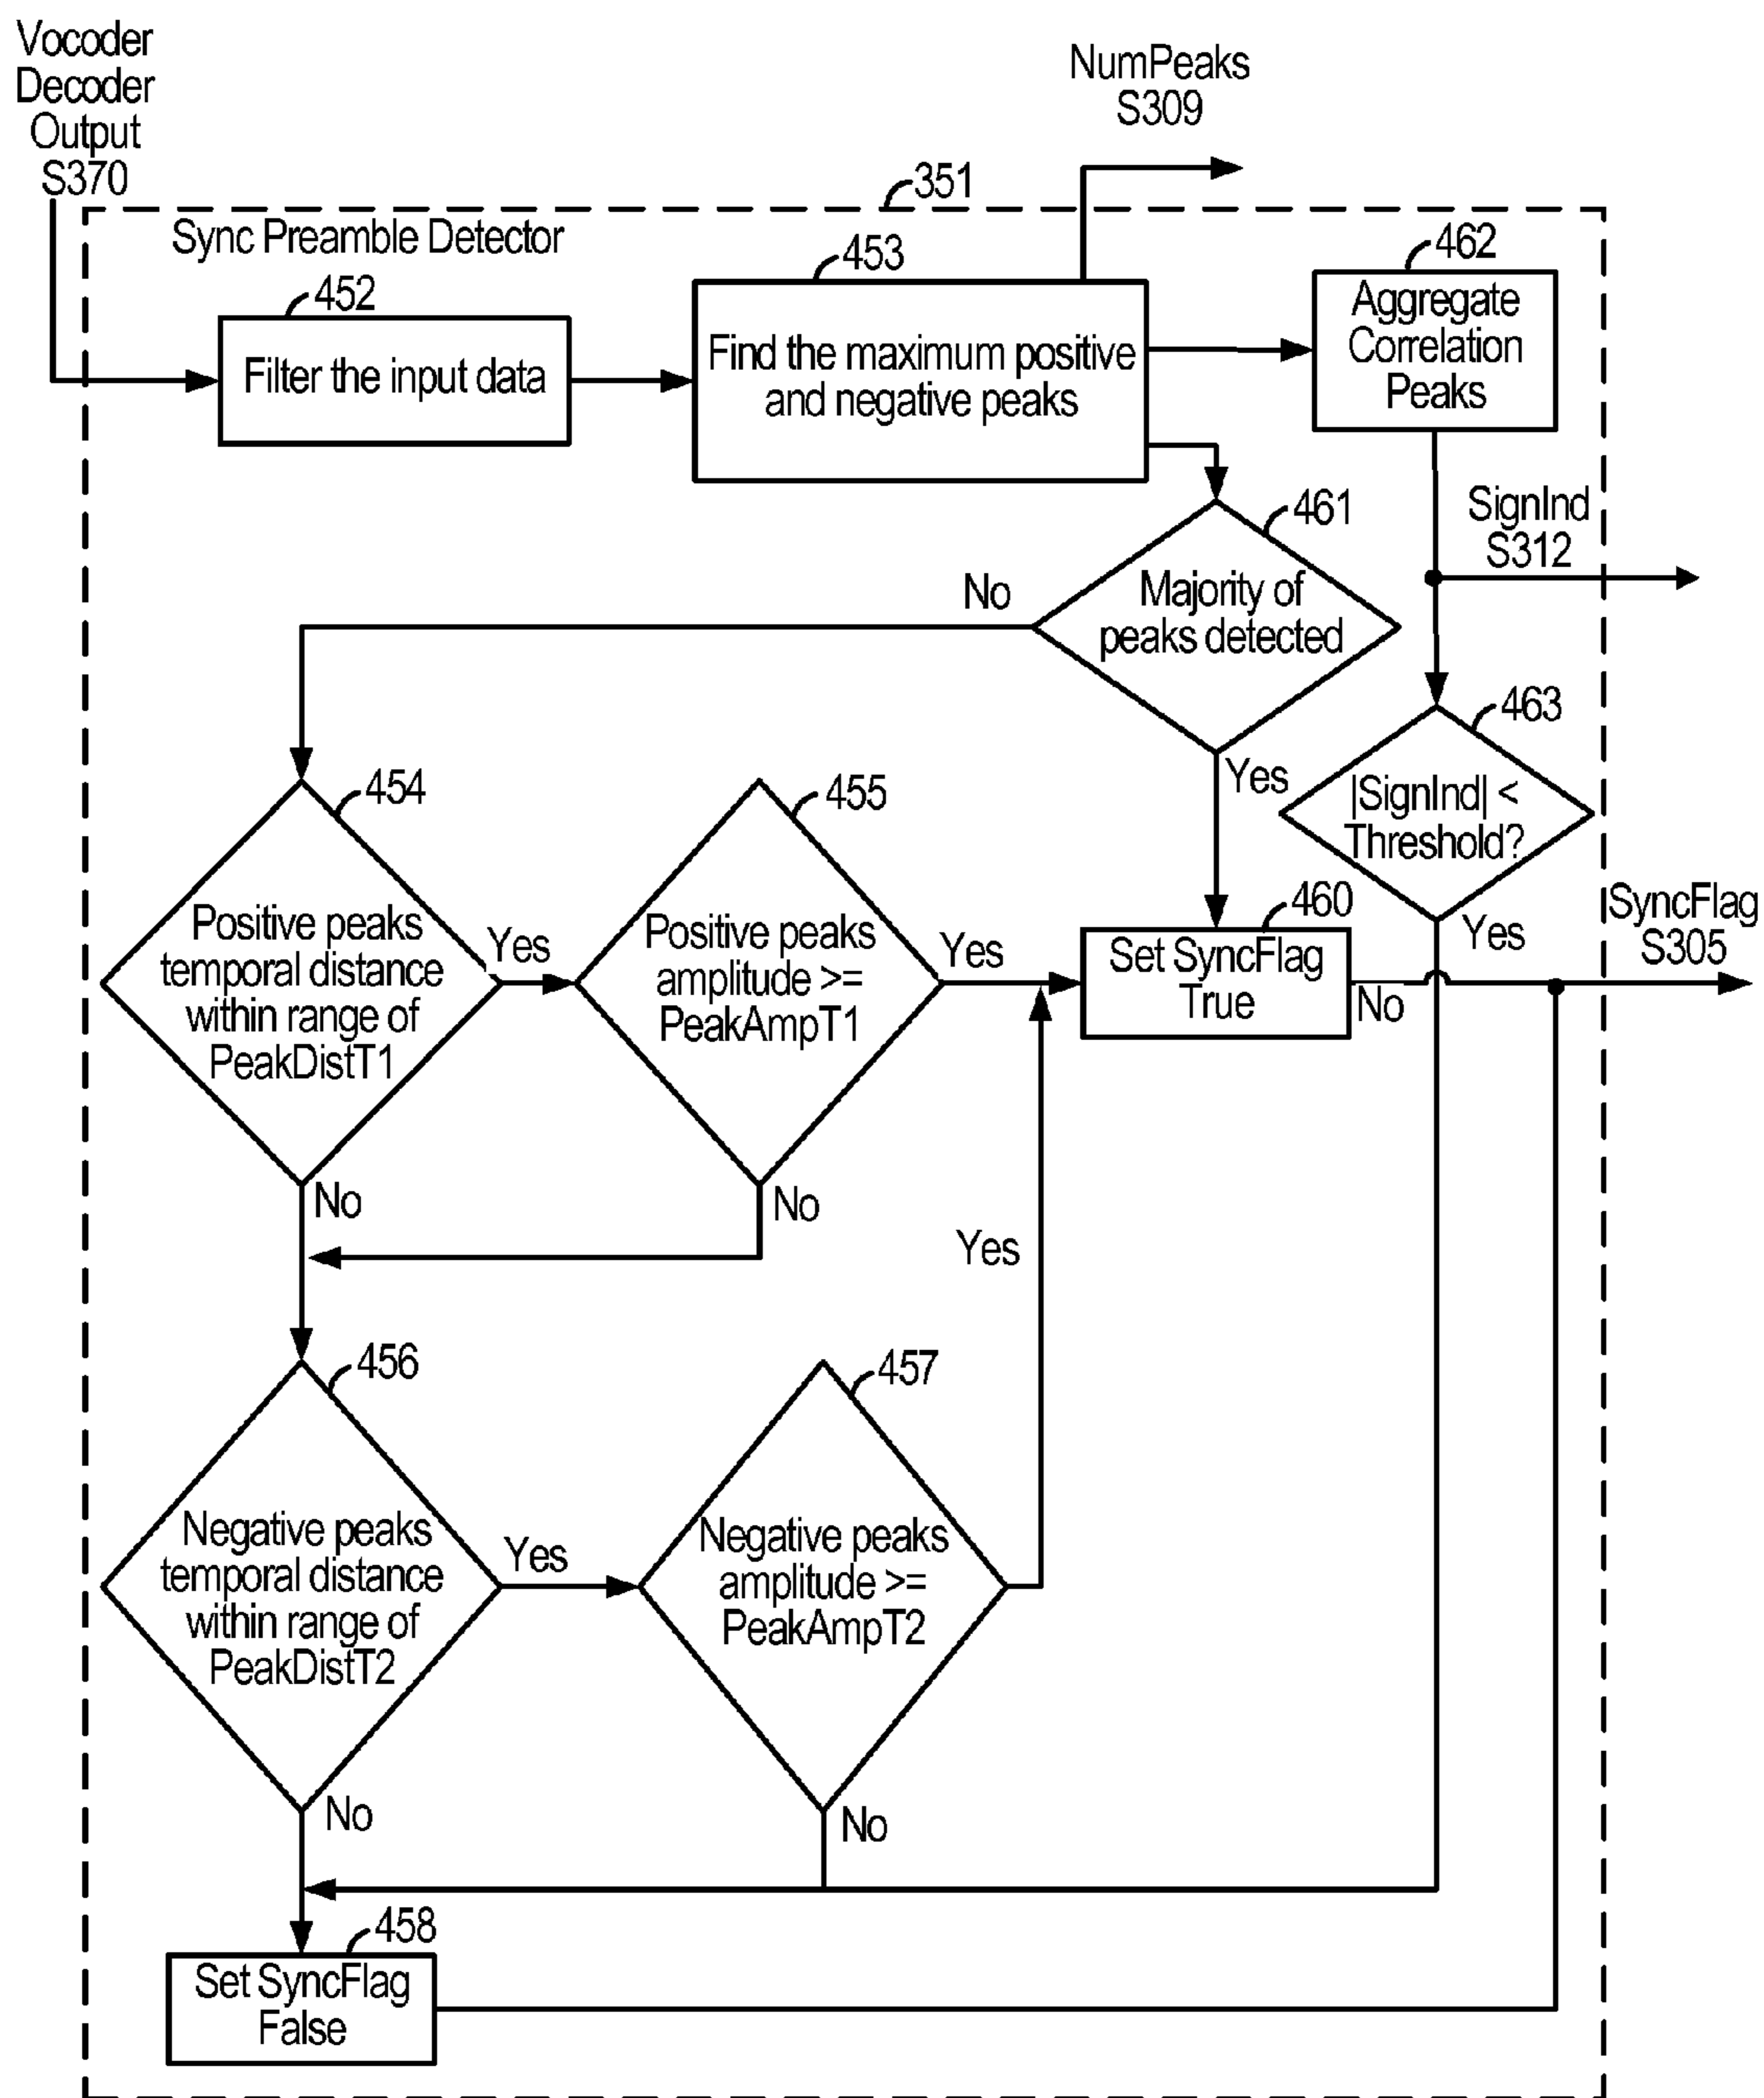 Vocoder
Decoder
Output
S370
NumPeaks
S309
351
Sync Preamble Detector
452
Filter the input data
453
Find the maximum positive
and negative peaks
462
Aggregate
Correlation
Peaks
SignInd
S312
461
Majority of
peaks detected
No
Yes
463
|SignInd| <
Threshold?
Yes
454
Positive peaks
temporal distance
within range of
PeakDistT1
Yes
No
455
Positive peaks
amplitude >=
PeakAmpT1
Yes
No
460
Set SyncFlag
True
No
SyncFlag
S305
456
Negative peaks
temporal distance
within range of
PeakDistT2
Yes
No
457
Negative peaks
amplitude >=
PeakAmpT2
Yes
No
458
Set SyncFlag
False